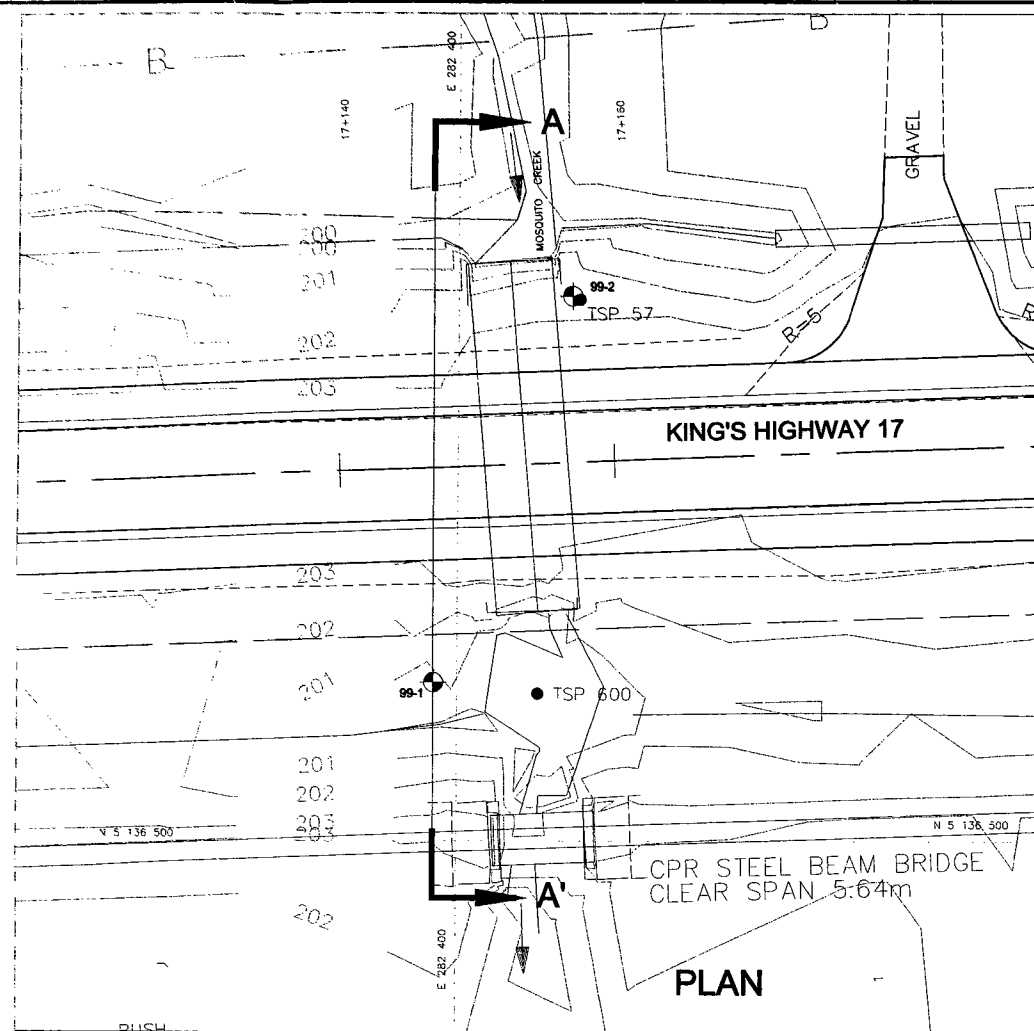 B
E 282 400
17+140
A
17+160
GRAVEL
MOSQUITO CREEK
200
200
201
99-2
TSP 57
R=5
R
202
203
KING'S HIGHWAY 17
203
202
201
99-1
TSP 600
201
202
203
203
N 5 136 500
N 5 136 500
CPR STEEL BEAM BRIDGE
CLEAR SPAN 5.64m
A'
202
E 282 400
PLAN